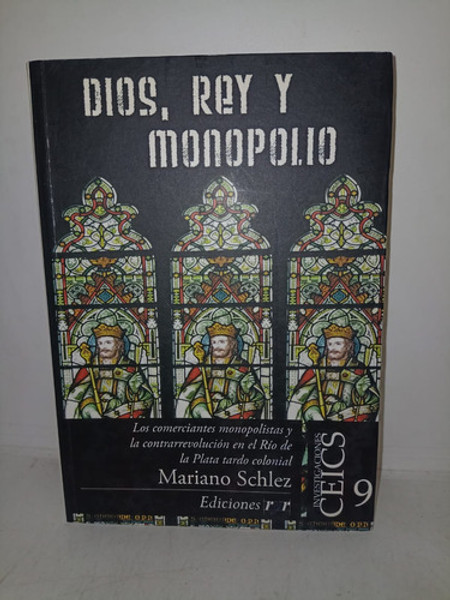 DIOS, REY Y
MONOPOLIO
Los comerciantes monopolistas y
la contrarrevolución en el Río de
la Plata tardo colonial
Mariano Schlez
Ediciones r r
INVESTIGACIONES
CEICS
9